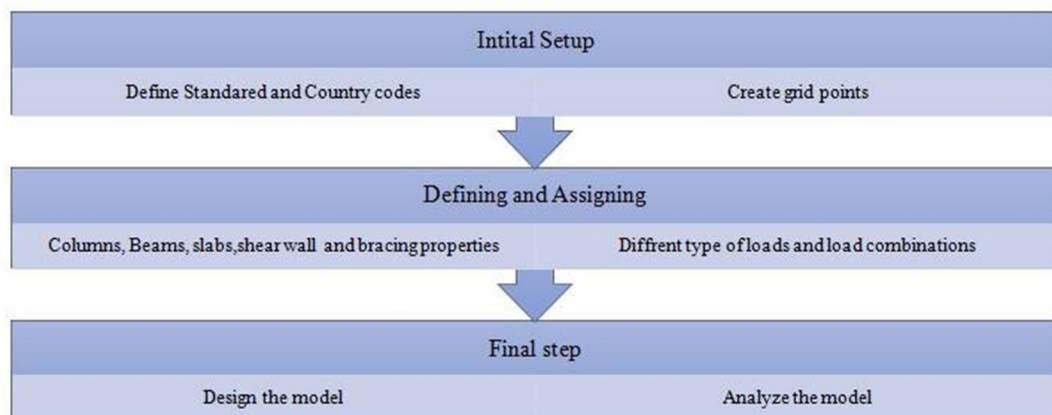 Intital Setup
Define Standared and Country codes
Create grid points
Defining and Assigning
Columns, Beams, slabs,shear wall and bracing properties
Diffrent type of loads and load combinations
Final step
Design the model
Analyze the model